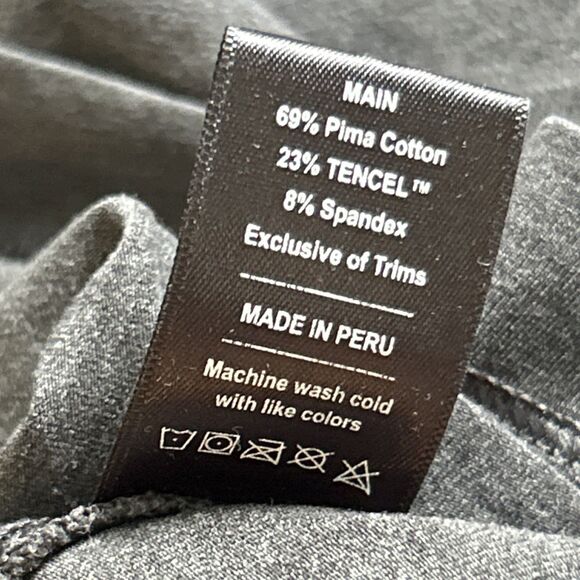 MAIN
69% Pima Cotton
23% TENCEL™
8% Spandex
Exclusive of Trims
MADE IN PERU
Machine wash cold
with like colors